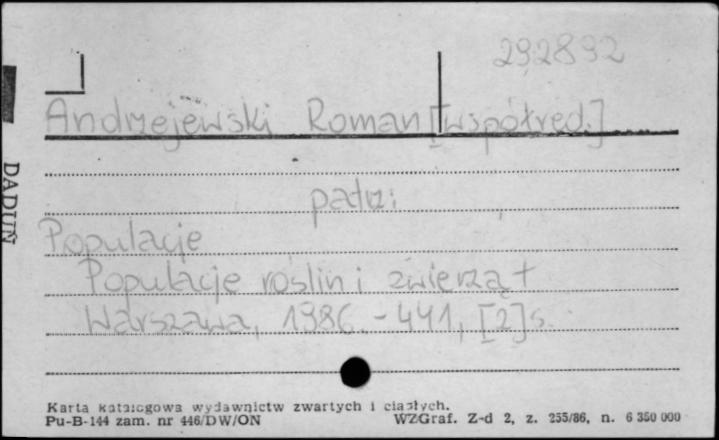 292892
Andrzejewski Roman [współred.]
patrz:
Populacje
Populacje roślin i zwierząt
Warszawa, 1986. - 441, [2] s.
DADUŃ
Karta katalogowa wydawnictw zwartych i ciągłych.
Pu-B-144 zam. nr 446/DW/ON WZGraf. Z-d 2, z. 255/86, n. 6 350 000